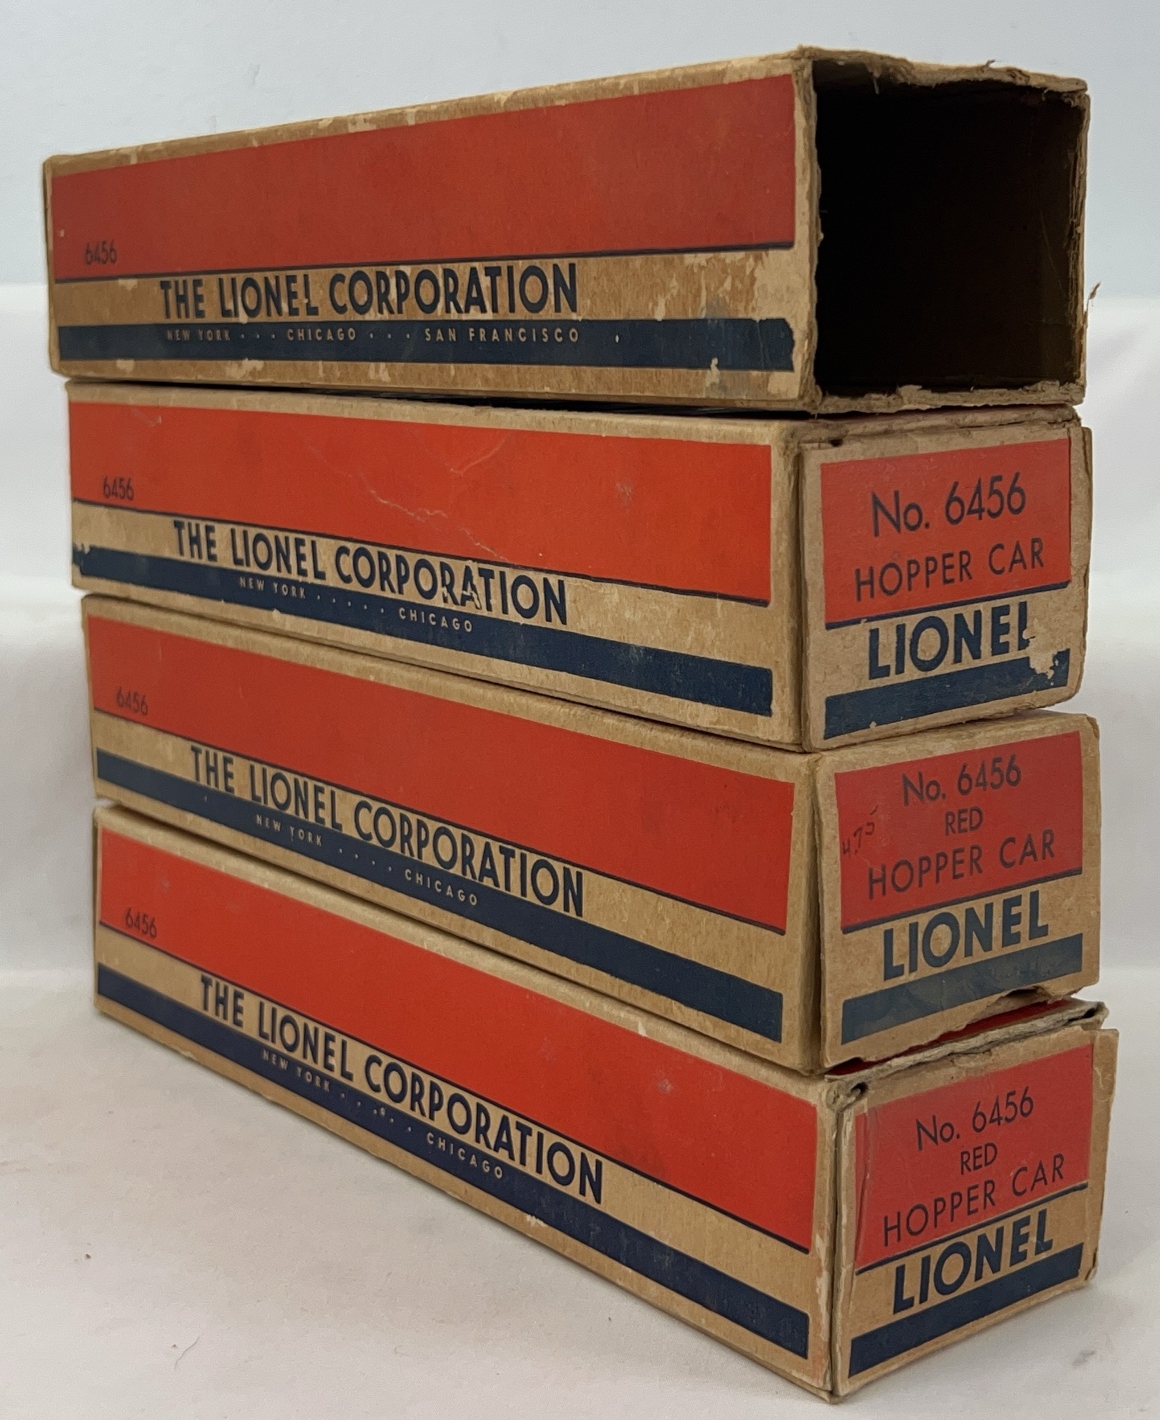 6456
THE LIONEL CORPORATION
NEW YORK · · · CHICAGO · · · SAN FRANCISCO
6456
THE LIONEL CORPORATION
NEW YORK · · · · · CHICAGO
No. 6456
HOPPER CAR
LIONEL
6456
THE LIONEL CORPORATION
NEW YORK · · · · · CHICAGO
No. 6456
RED
4.75
HOPPER CAR
LIONEL
6456
THE LIONEL CORPORATION
NEW YORK · · · · · CHICAGO
No. 6456
RED
HOPPER CAR
LIONEL